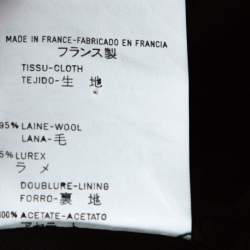 MADE IN FRANCE-FABRICADO EN FRANCIA
フランス製
TISSU-CLOTH
TEJIDO-生 地
95% LAINE-WOOL
LANA-毛
5% LUREX
ラ メ
DOUBLURE-LINING
FORRO-裏 地
100% ACETATE-ACETATO